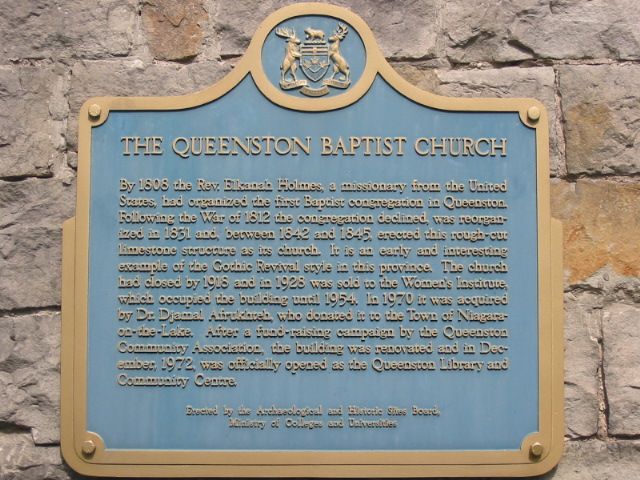 THE QUEENSTON BAPTIST CHURCH
By 1808 the Rev. Elkanah Holmes, a missionary from the United
States, had organized the first Baptist congregation in Queenston.
Following the War of 1812 the congregation declined, was reorgan-
ized in 1831 and, between 1842 and 1845, erected this rough-cut
limestone structure as its church. It is an early and interesting
example of the Gothic Revival style in this province. The church
had closed by 1918 and in 1928 was sold to the Women's Institute,
which occupied the building until 1954. In 1970 it was acquired
by Dr. Djamal Afrukhteh, who donated it to the Town of Niagara-
on-the-Lake. After a fund-raising campaign by the Queenston
Community Association, the building was renovated and in Dec-
ember, 1972, was officially opened as the Queenston Library and
Community Centre.
Erected by the Archaeological and Historic Sites Board,
Ministry of Colleges and Universities